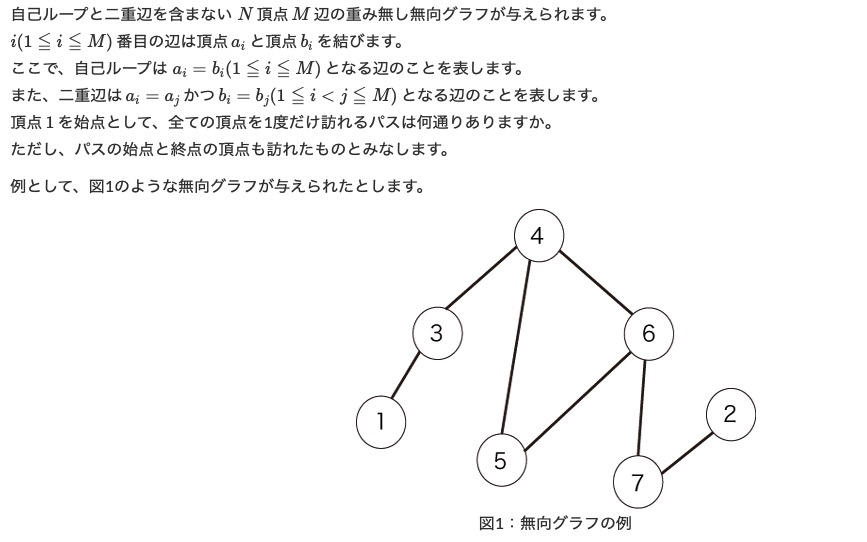 自己ループと二重辺を含まない N 頂点 M 辺の重み無し無向グラフが与えられます。
i(1 ≦ i ≦ M) 番目の辺は頂点 a_i と頂点 b_i を結びます。
ここで、自己ループは a_i = b_i(1 ≦ i ≦ M) となる辺のことを表します。
また、二重辺は a_i = a_j かつ b_i = b_j(1 ≦ i < j ≦ M) となる辺のことを表します。
頂点 1 を始点として、全ての頂点を1度だけ訪れるパスは何通りありますか。
ただし、パスの始点と終点の頂点も訪れたものとみなします。
例として、図1のような無向グラフが与えられたとします。
4
3
6
1
2
5
7
図1：無向グラフの例